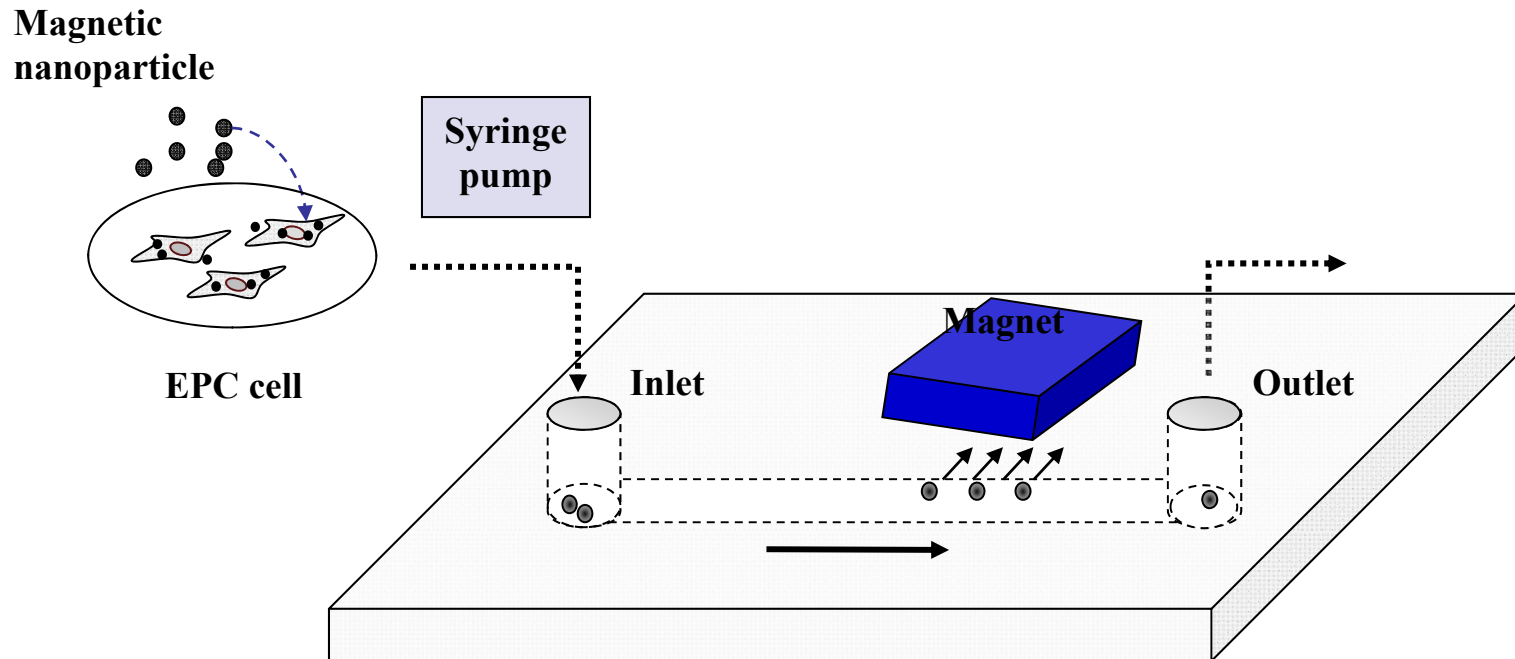 Magnetic
nanoparticle
Syringe
pump
EPC cell
Inlet
Magnet
Outlet